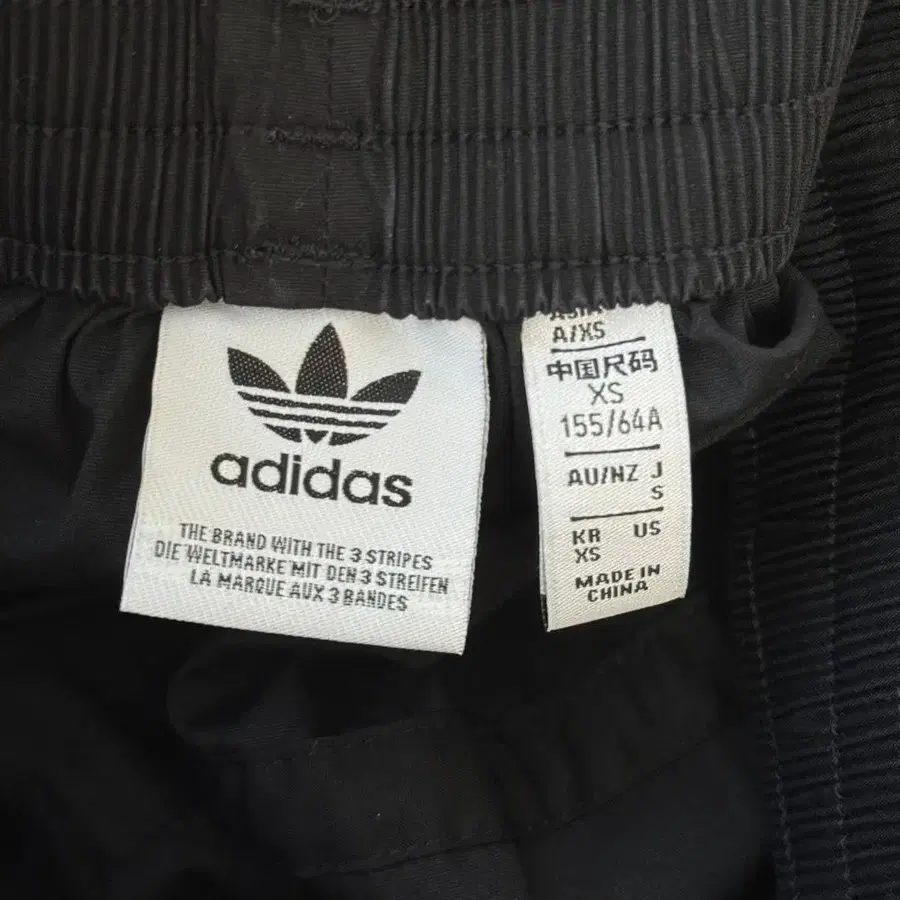 adidas
THE BRAND WITH THE 3 STRIPES
DIE WELTMARKE MIT DEN 3 STREIFEN
LA MARQUE AUX 3 BANDES
A/XS
中国尺码
XS
155/64A
AU/NZ J
S
KR US
XS
MADE IN
CHINA